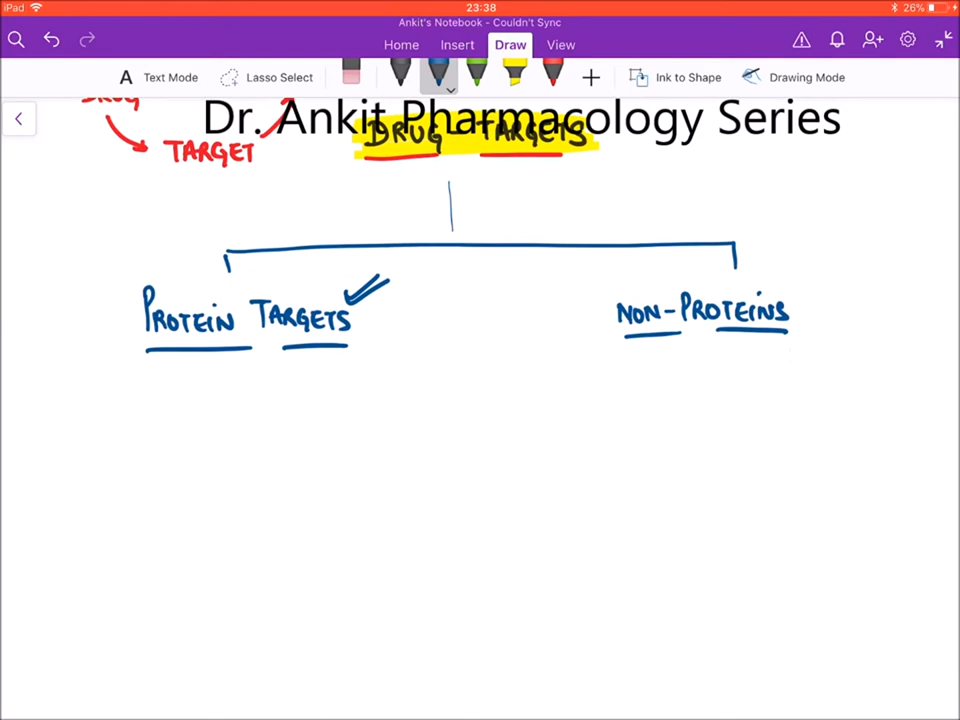 iPad 23:38 26%
Ankit's Notebook - Couldn't Sync
Home Insert Draw View
Text Mode Lasso Select Ink to Shape Drawing Mode
DRUG
Dr. Ankit Pharmacology Series
DRUG - TARGETS
TARGET
PROTEIN TARGETS NON-PROTEINS